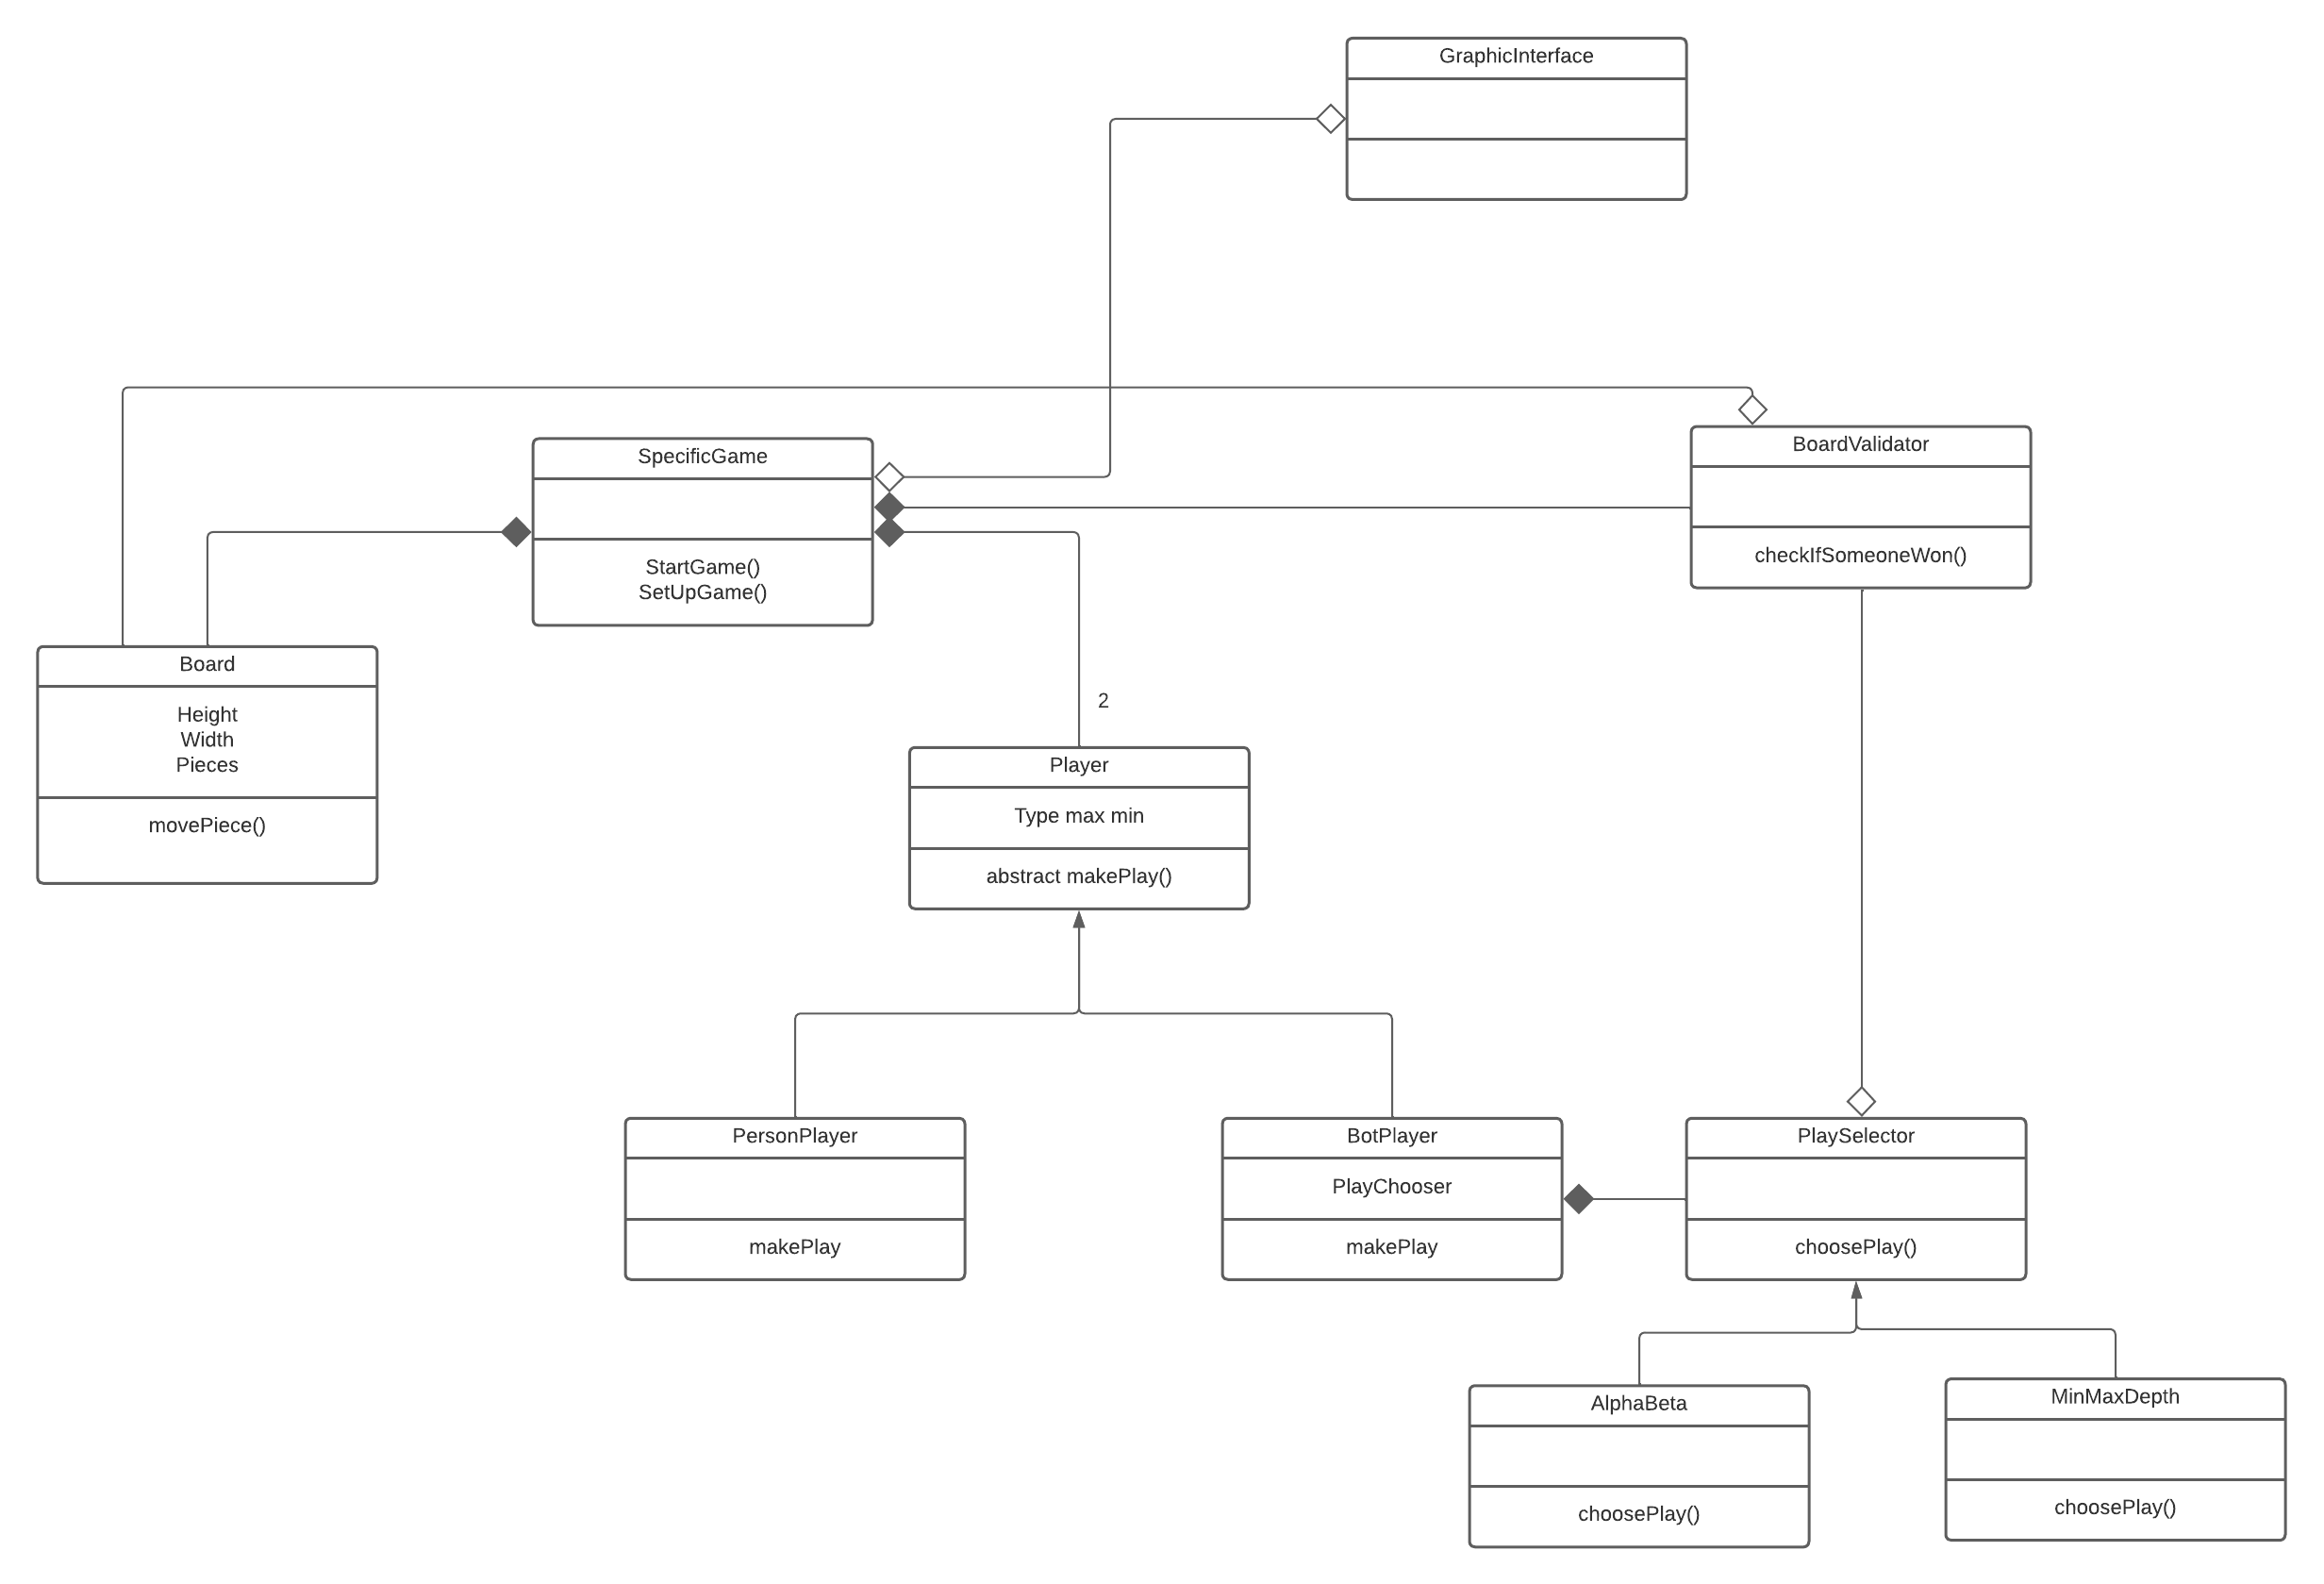 GraphicInterface
SpecificGame
StartGame()
SetUpGame()
BoardValidator
checkIfSomeoneWon()
Board
Height
Width
Pieces
movePiece()
2
Player
Type max min
abstract makePlay()
PersonPlayer
makePlay
BotPlayer
PlayChooser
makePlay
PlaySelector
choosePlay()
AlphaBeta
choosePlay()
MinMaxDepth
choosePlay()